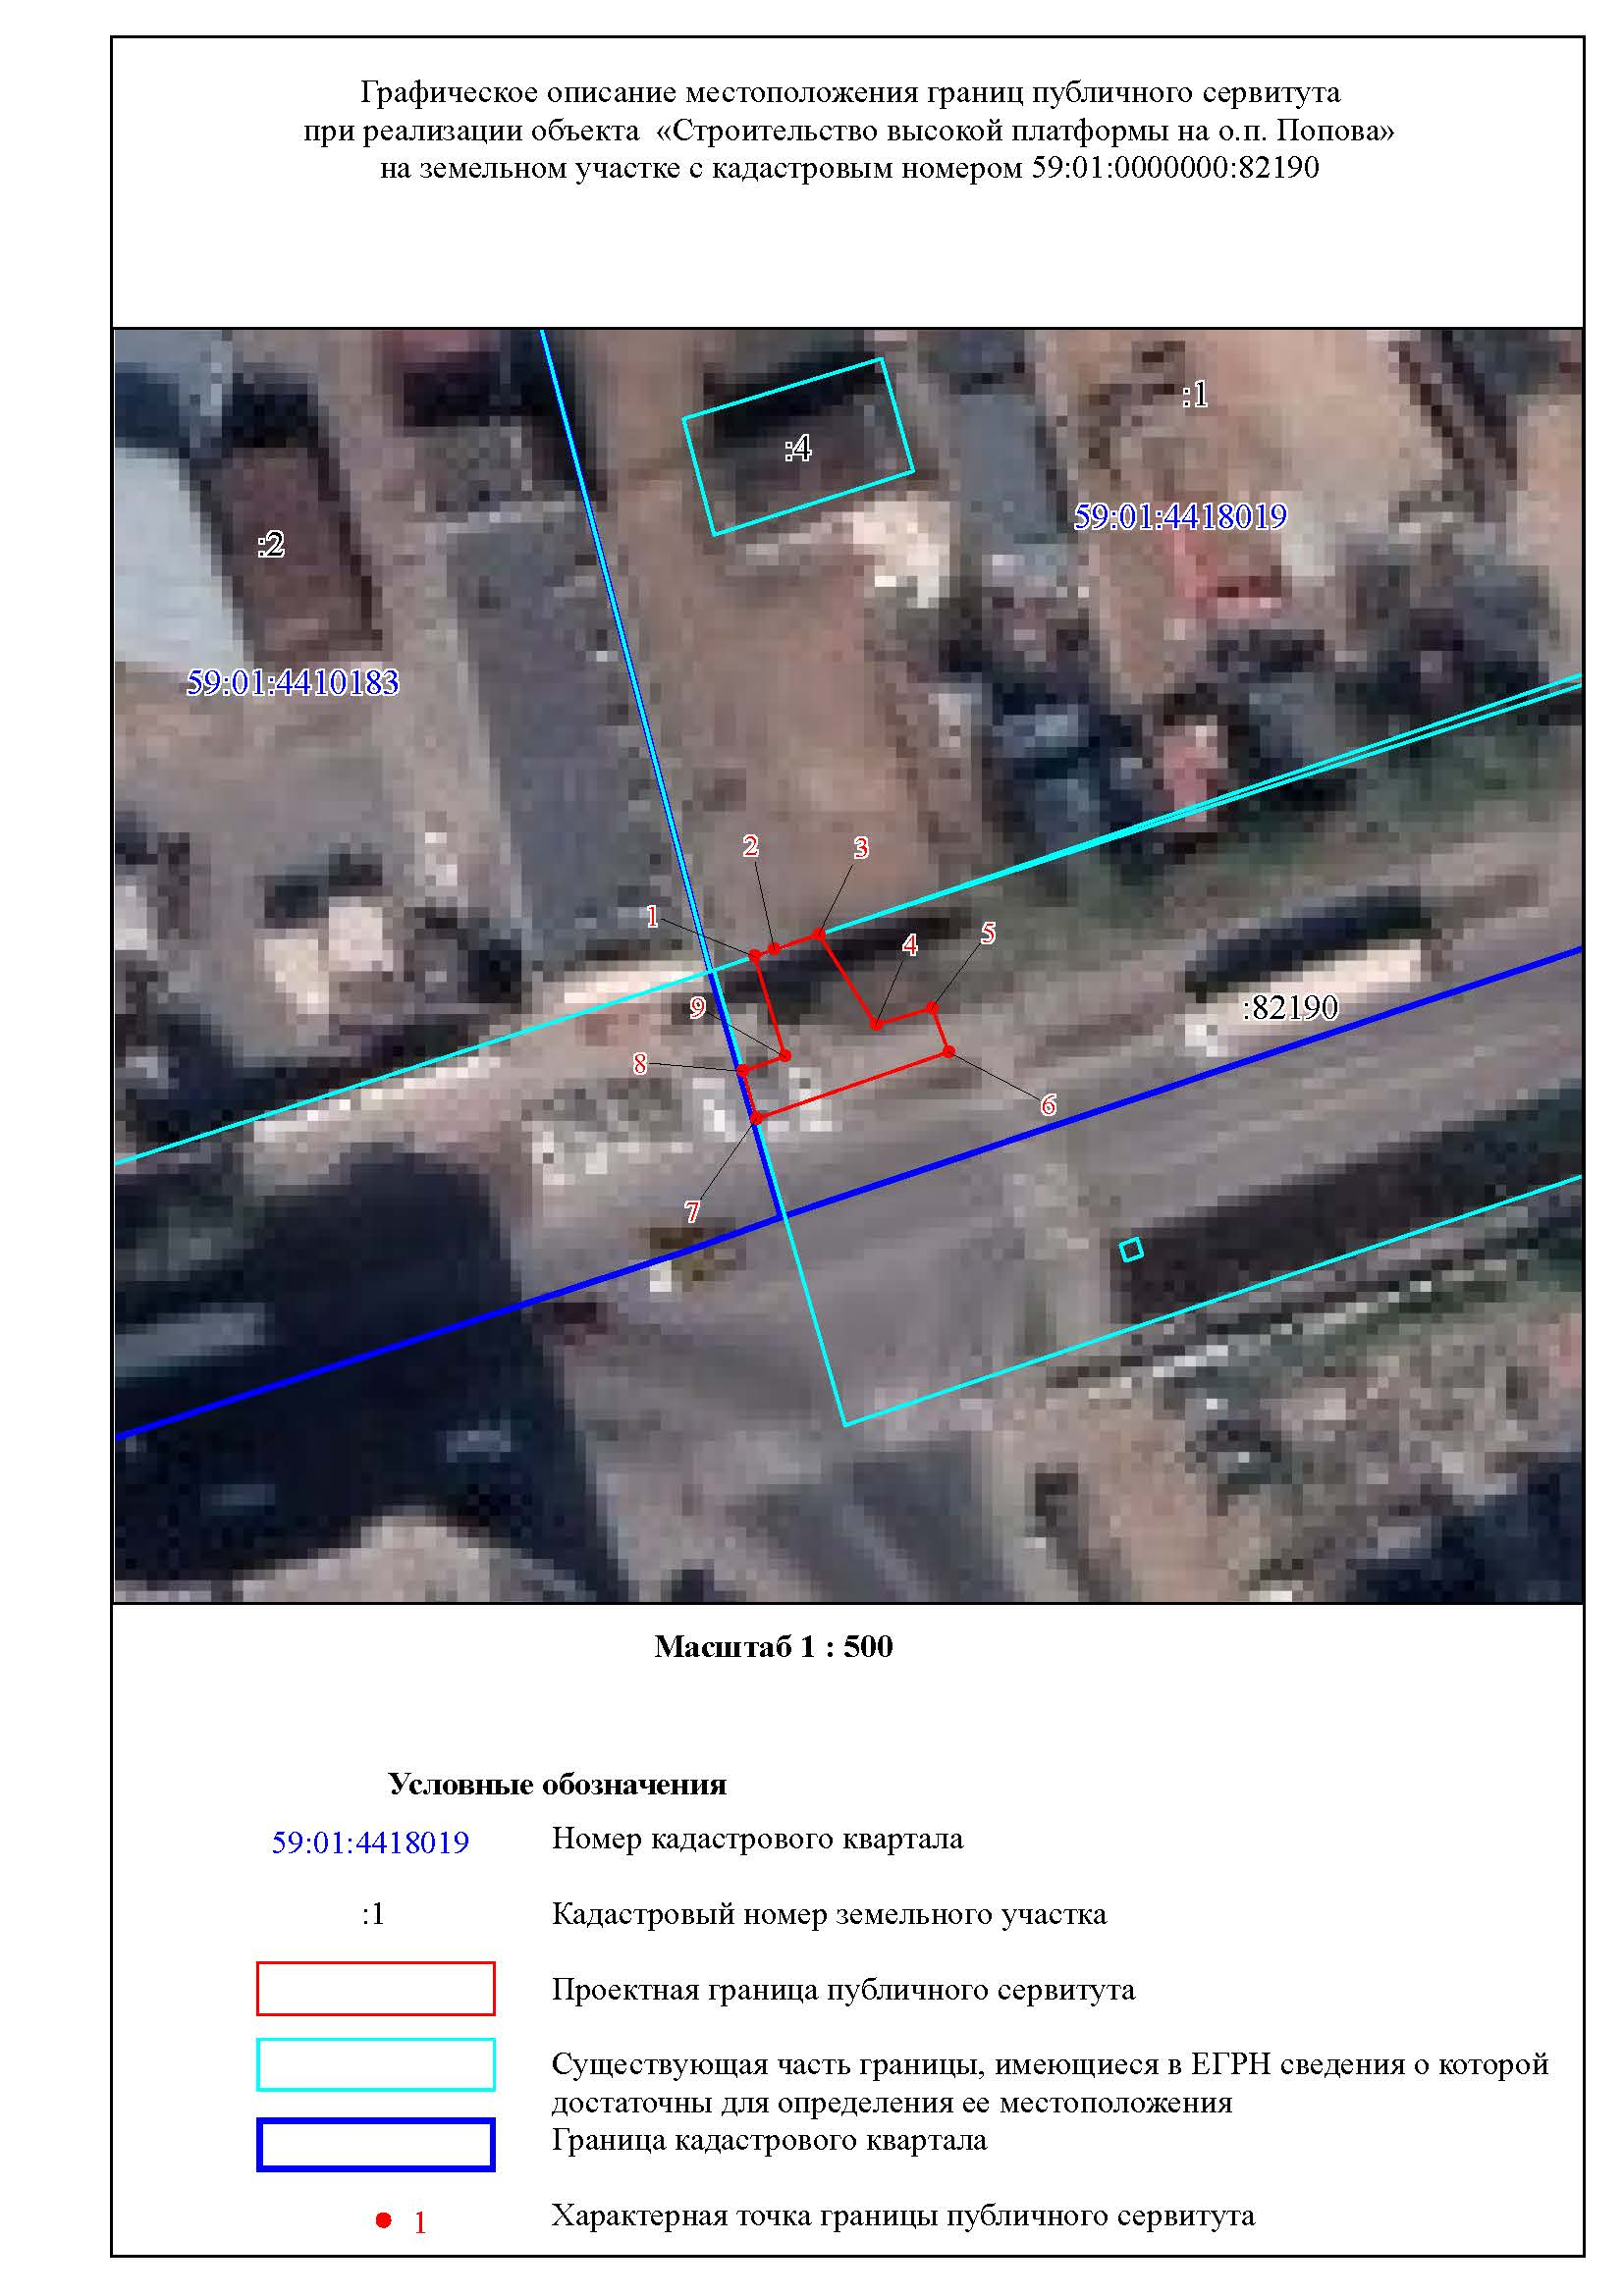 Графическое описание местоположения границ публичного сервитута
при реализации объекта «Строительство высокой платформы на о.п. Попова»
на земельном участке с кадастровым номером 59:01:0000000:82190
:1
:4
59:01:4418019
:2
59:01:4410183
2
3
1
4
5
9
:82190
8
6
7
Масштаб 1 : 500
Условные обозначения
59:01:4418019 Номер кадастрового квартала
:1 Кадастровый номер земельного участка
Проектная граница публичного сервитута
Существующая часть границы, имеющиеся в ЕГРН сведения о которой
достаточны для определения ее местоположения
Граница кадастрового квартала
1 Характерная точка границы публичного сервитута